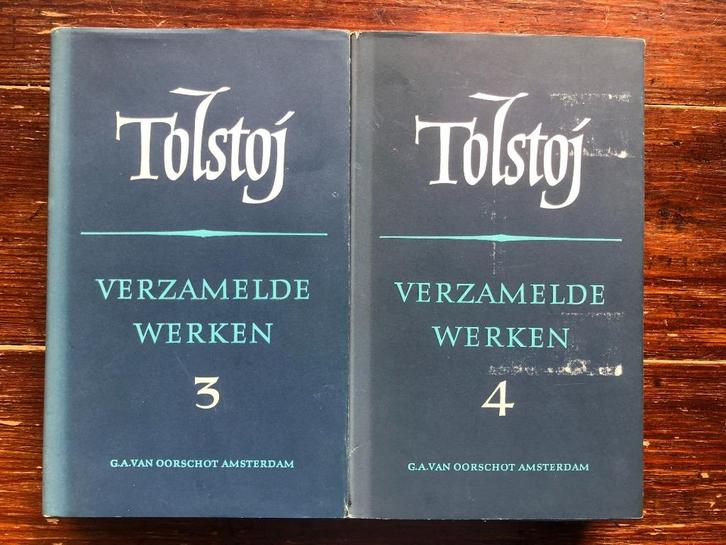 Tolstoj
VERZAMELDE
WERKEN
3
G.A.VAN OORSCHOT AMSTERDAM
Tolstoj
VERZAMELDE
WERKEN
4
G.A.VAN OORSCHOT AMSTERDAM